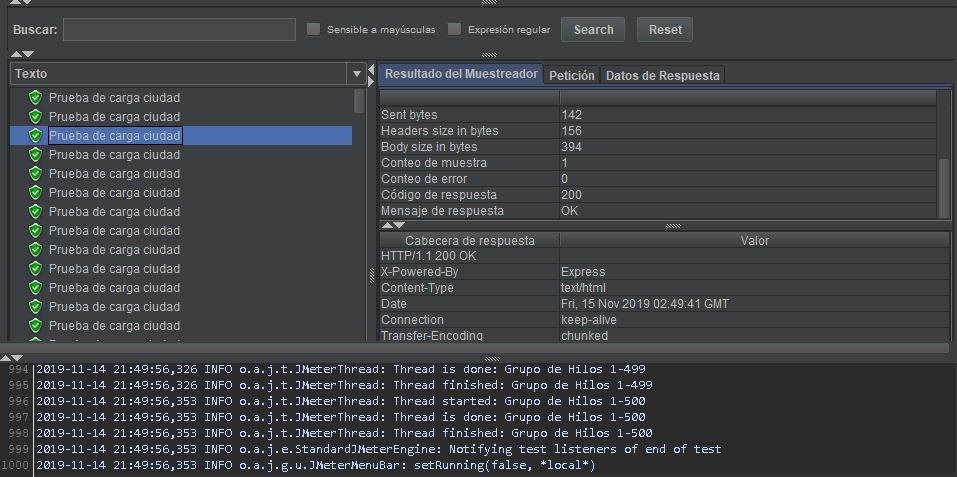 Buscar: Sensible a mayúsculas Expresión regular Search Reset
Texto
Prueba de carga ciudad
Prueba de carga ciudad
Prueba de carga ciudad
Prueba de carga ciudad
Prueba de carga ciudad
Prueba de carga ciudad
Prueba de carga ciudad
Prueba de carga ciudad
Prueba de carga ciudad
Prueba de carga ciudad
Prueba de carga ciudad
Prueba de carga ciudad
Prueba de carga ciudad
Resultado del Muestreador Petición Datos de Respuesta
Sent bytes 142
Headers size in bytes 156
Body size in bytes 394
Conteo de muestra 1
Conteo de error 0
Código de respuesta 200
Mensaje de respuesta OK
Cabecera de respuesta Valor
HTTP/1.1 200 OK
X-Powered-By Express
Content-Type text/html
Date Fri, 15 Nov 2019 02:49:41 GMT
Connection keep-alive
Transfer-Encoding chunked
994 2019-11-14 21:49:56,326 INFO o.a.j.t.JMeterThread: Thread is done: Grupo de Hilos 1-499
995 2019-11-14 21:49:56,326 INFO o.a.j.t.JMeterThread: Thread finished: Grupo de Hilos 1-499
996 2019-11-14 21:49:56,353 INFO o.a.j.t.JMeterThread: Thread started: Grupo de Hilos 1-500
997 2019-11-14 21:49:56,353 INFO o.a.j.t.JMeterThread: Thread is done: Grupo de Hilos 1-500
998 2019-11-14 21:49:56,353 INFO o.a.j.t.JMeterThread: Thread finished: Grupo de Hilos 1-500
999 2019-11-14 21:49:56,353 INFO o.a.j.e.StandardJMeterEngine: Notifying test listeners of end of test
1000 2019-11-14 21:49:56,353 INFO o.a.j.g.u.JMeterMenuBar: setRunning(false, *local*)